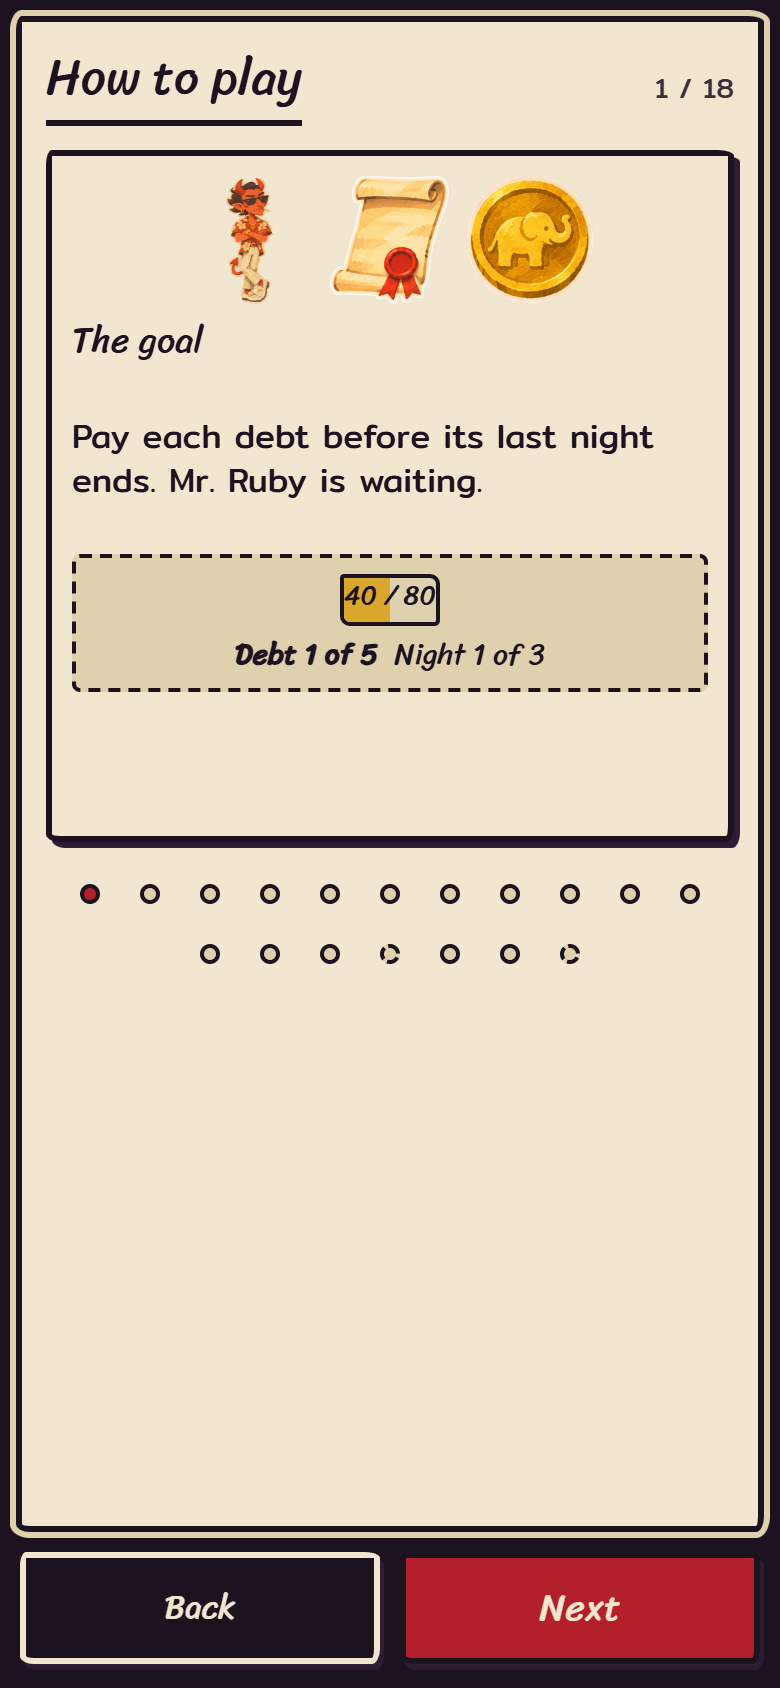 How to play
1 / 18
The goal
Pay each debt before its last night
ends. Mr. Ruby is waiting.
40 / 80
Debt 1 of 5 Night 1 of 3
Back
Next